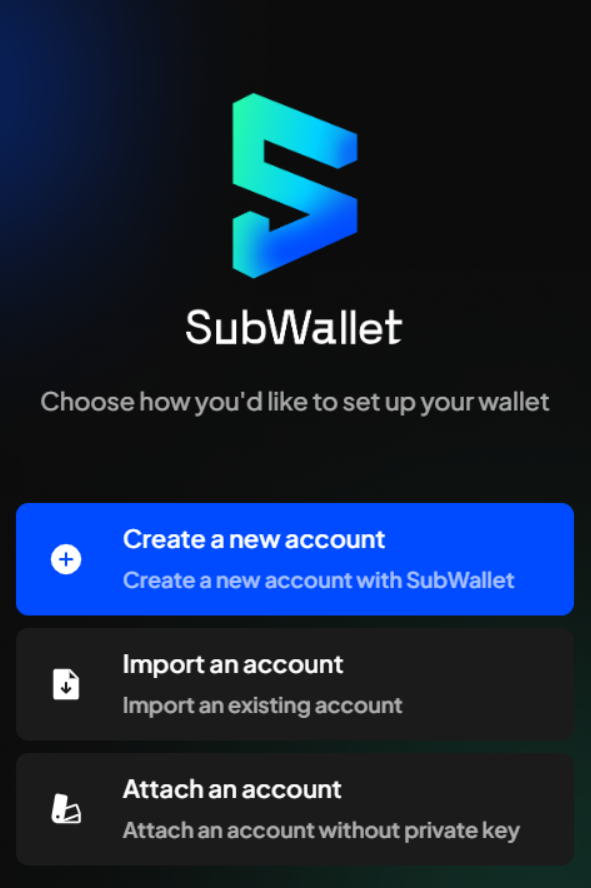 SubWallet
Choose how you'd like to set up your wallet
Create a new account
Create a new account with SubWallet
Import an account
Import an existing account
Attach an account
Attach an account without private key